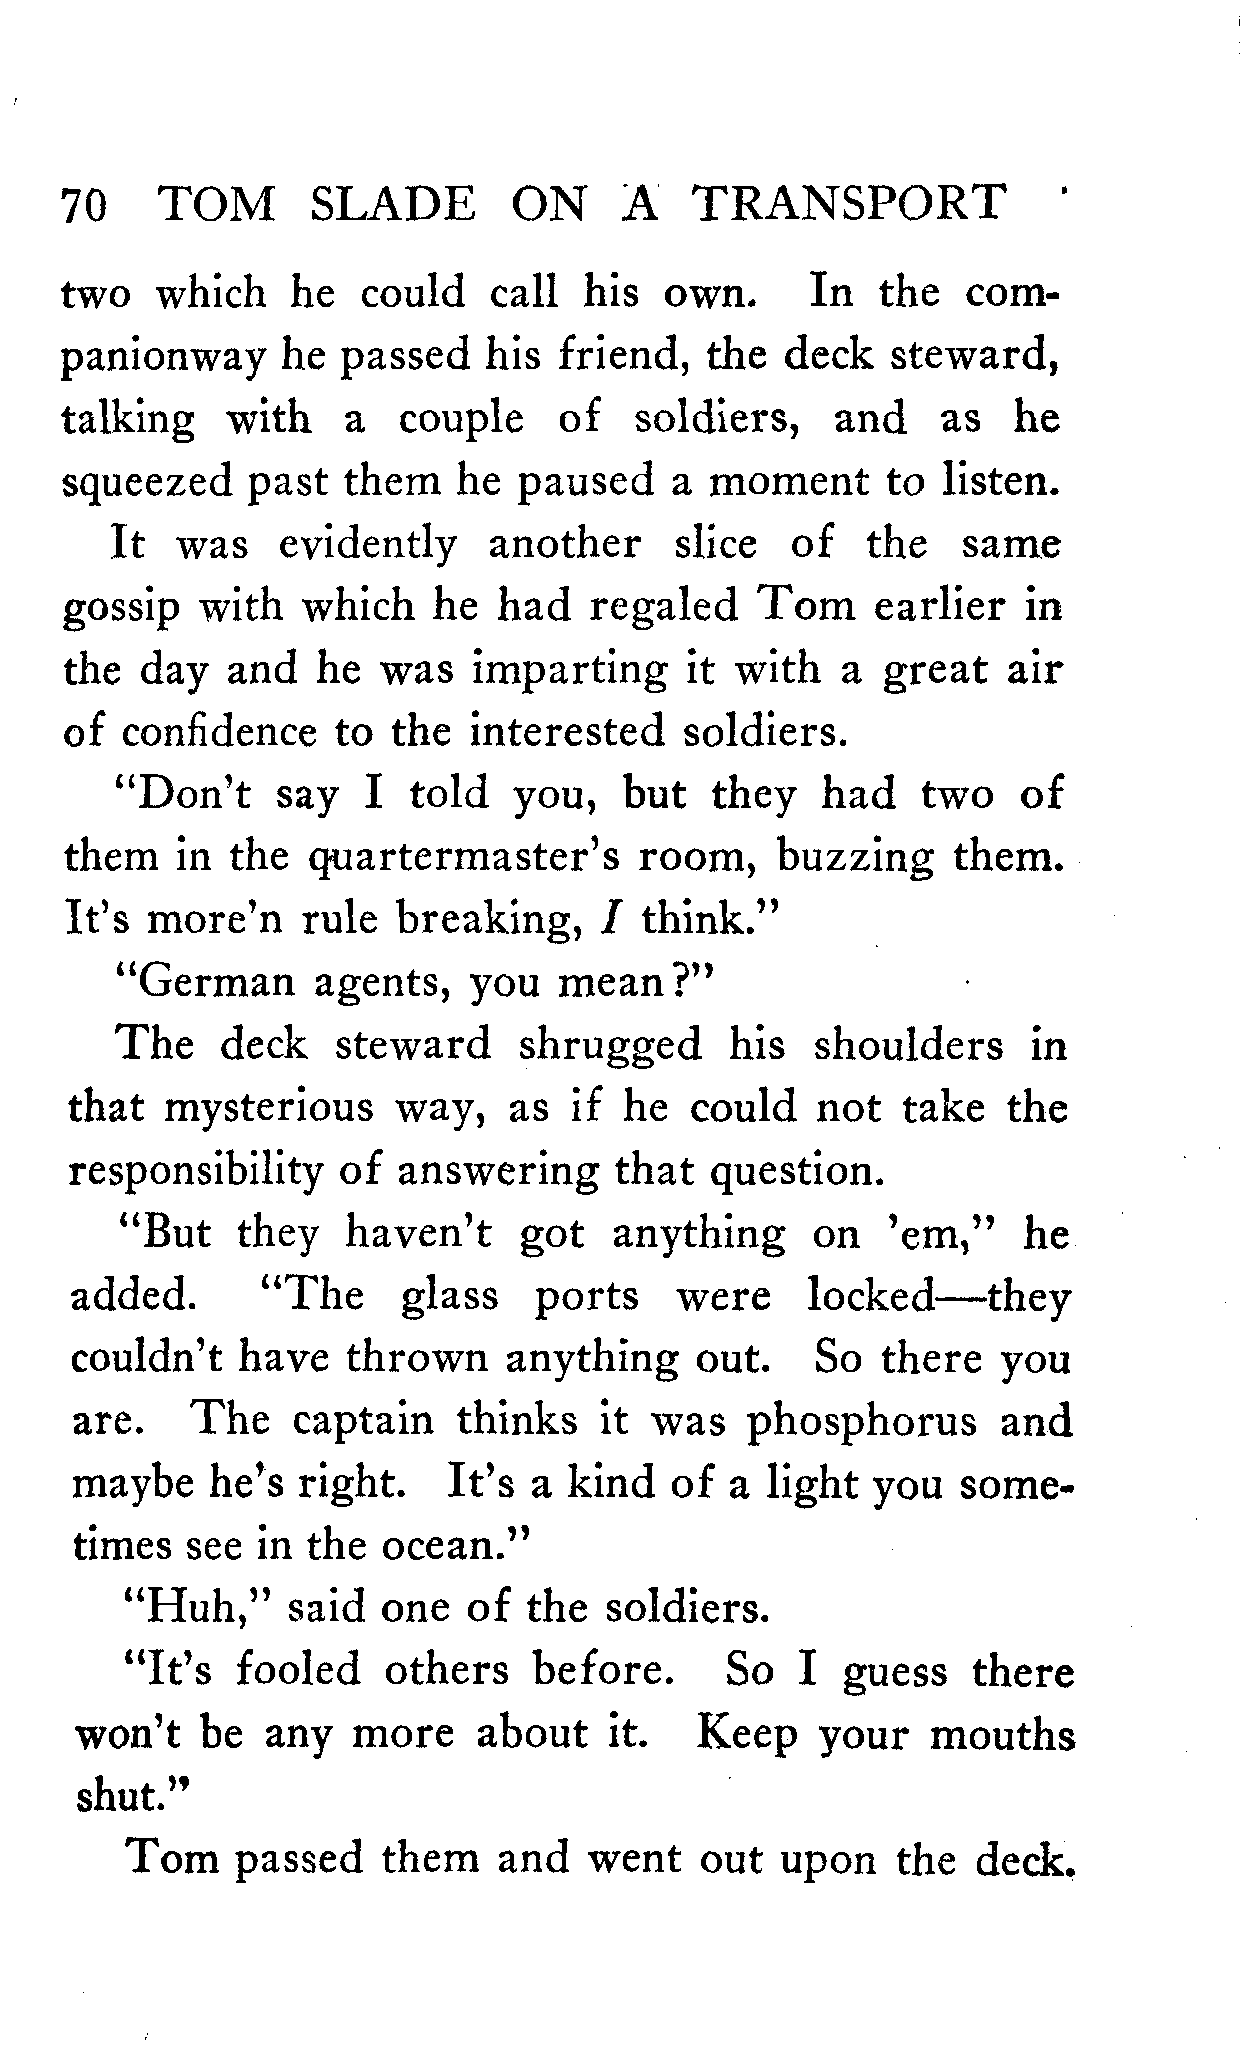 70 TOM SLADE ON A TRANSPORT
two which he could call his own. In the com-
panionway he passed his friend, the deck steward,
talking with a couple of soldiers, and as he
squeezed past them he paused a moment to listen.
It was evidently another slice of the same
gossip with which he had regaled Tom earlier in
the day and he was imparting it with a great air
of confidence to the interested soldiers.
“Don’t say I told you, but they had two of
them in the quartermaster’s room, buzzing them.
It’s more’n rule breaking, I think.”
“German agents, you mean?”
The deck steward shrugged his shoulders in
that mysterious way, as if he could not take the
responsibility of answering that question.
“But they haven’t got anything on ’em,” he
added. “The glass ports were locked—they
couldn’t have thrown anything out. So there you
are. The captain thinks it was phosphorus and
maybe he’s right. It’s a kind of a light you some-
times see in the ocean.”
“Huh,” said one of the soldiers.
“It’s fooled others before. So I guess there
won’t be any more about it. Keep your mouths
shut.”
Tom passed them and went out upon the deck.